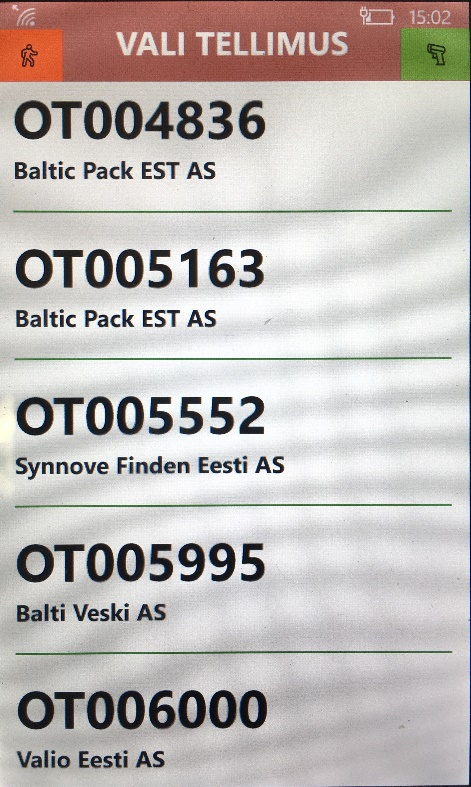 15:02
VALI TELLIMUS
OT004836
Baltic Pack EST AS
OT005163
Baltic Pack EST AS
OT005552
Synnove Finden Eesti AS
OT005995
Balti Veski AS
OT006000
Valio Eesti AS